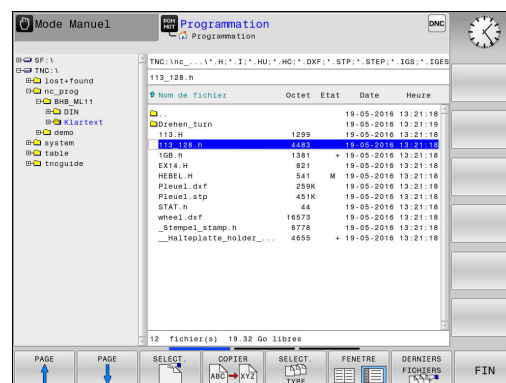 Mode Manuel
PGM
MGT
Programmation
Programmation
DNC
SF:\
TNC:\
lost+found
nc_prog
BHB_ML11
DIN
Klartext
demo
system
table
tncguide
TNC:\nc_...\*.H;*.I;*.HU;*.HC;*.DXF;*.STP;*.STEP;*.IGS;*.IGES
113_128.h
Nom de fichier Octet Etat Date Heure
.. 19-05-2016 13:21:18
Drehen_turn 19-05-2016 13:21:19
113.H 1299 19-05-2016 13:21:18
113_128.h 4483 19-05-2016 13:21:18
1GB.h 1381 + 19-05-2016 13:21:18
EX14.H 821 19-05-2016 13:21:18
HEBEL.H 541 M 19-05-2016 13:21:18
Pleuel.dxf 259K 19-05-2016 13:21:18
Pleuel.stp 451K 19-05-2016 13:21:18
STAT.h 44 19-05-2016 13:21:18
wheel.dxf 16573 19-05-2016 13:21:18
_Stempel_stamp.h 6778 19-05-2016 13:21:18
__Halteplatte_holder_... 4655 + 19-05-2016 13:21:18
12 fichier(s) 19.32 Go libres
PAGE
PAGE
SELECT.
COPIER
ABC XYZ
SELECT.
TYPE
FENETRE
DERNIERS
FICHIERS
FIN